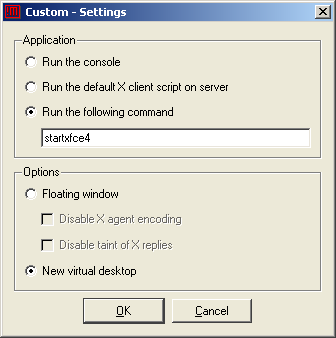 Custom - Settings
Application
Run the console
Run the default X client script on server
Run the following command
startxfce4
Options
Floating window
Disable X agent encoding
Disable taint of X replies
New virtual desktop
OK
Cancel